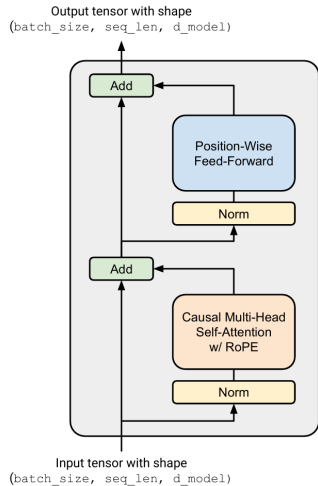 Output tensor with shape
(batch_size, seq_len, d_model)
Add
Position-Wise
Feed-Forward
Norm
Add
Causal Multi-Head
Self-Attention
w/ RoPE
Norm
Input tensor with shape
(batch_size, seq_len, d_model)